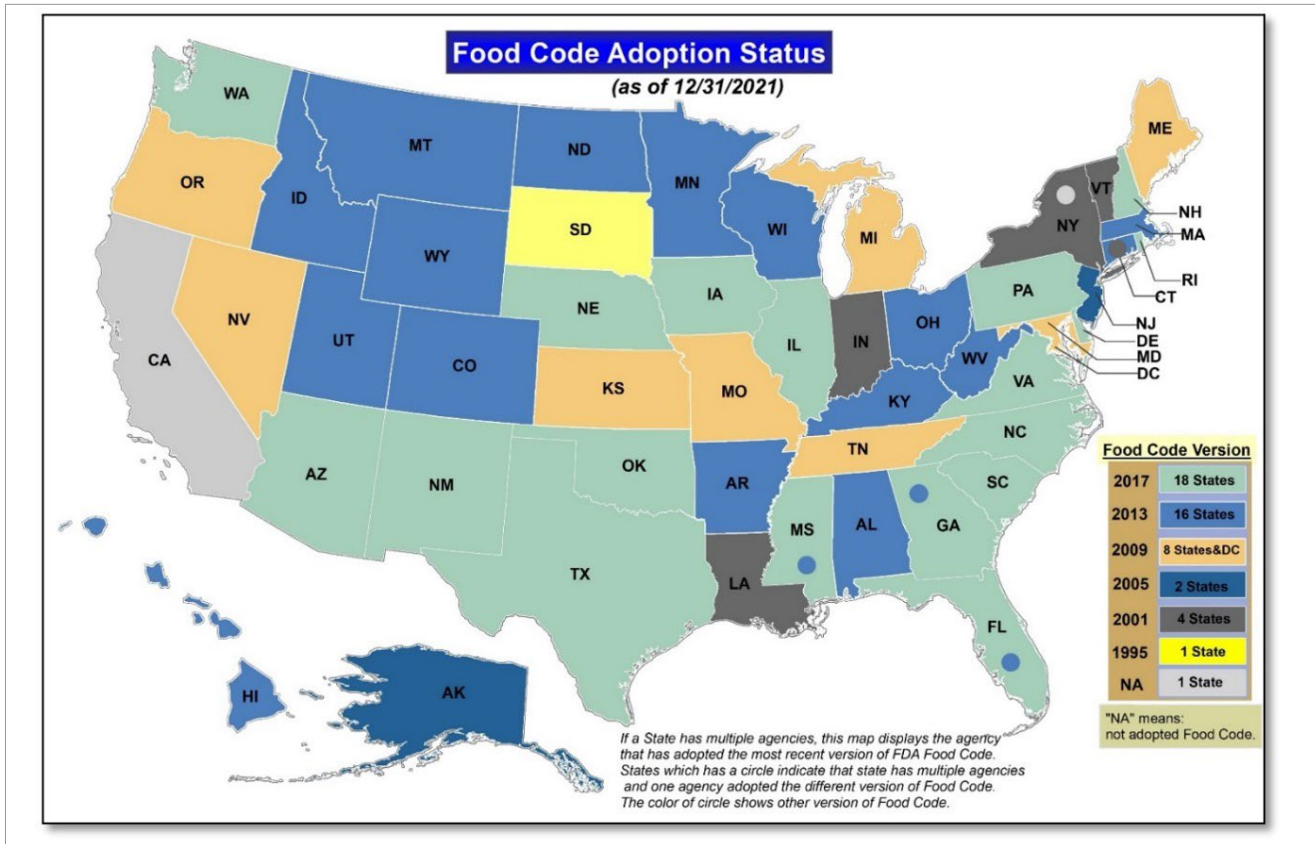 Food Code Adoption Status
(as of 12/31/2021)
WA
MT
ND
MN
ME
OR
ID
SD
WI
MI
VT
NY
NH
MA
RI
CT
WY
NE
IA
PA
NJ
DE
MD
DC
NV
UT
CO
IL
IN
OH
WV
VA
CA
KS
MO
KY
NC
TN
AZ
NM
OK
AR
SC
MS
AL
GA
TX
LA
FL
HI
AK
Food Code Version
2017 18 States
2013 16 States
2009 8 States&DC
2005 2 States
2001 4 States
1995 1 State
NA 1 State
"NA" means:
not adopted Food Code.
If a State has multiple agencies, this map displays the agency
that has adopted the most recent version of FDA Food Code.
States which has a circle indicate that state has multiple agencies
and one agency adopted the different version of Food Code.
The color of circle shows other version of Food Code.